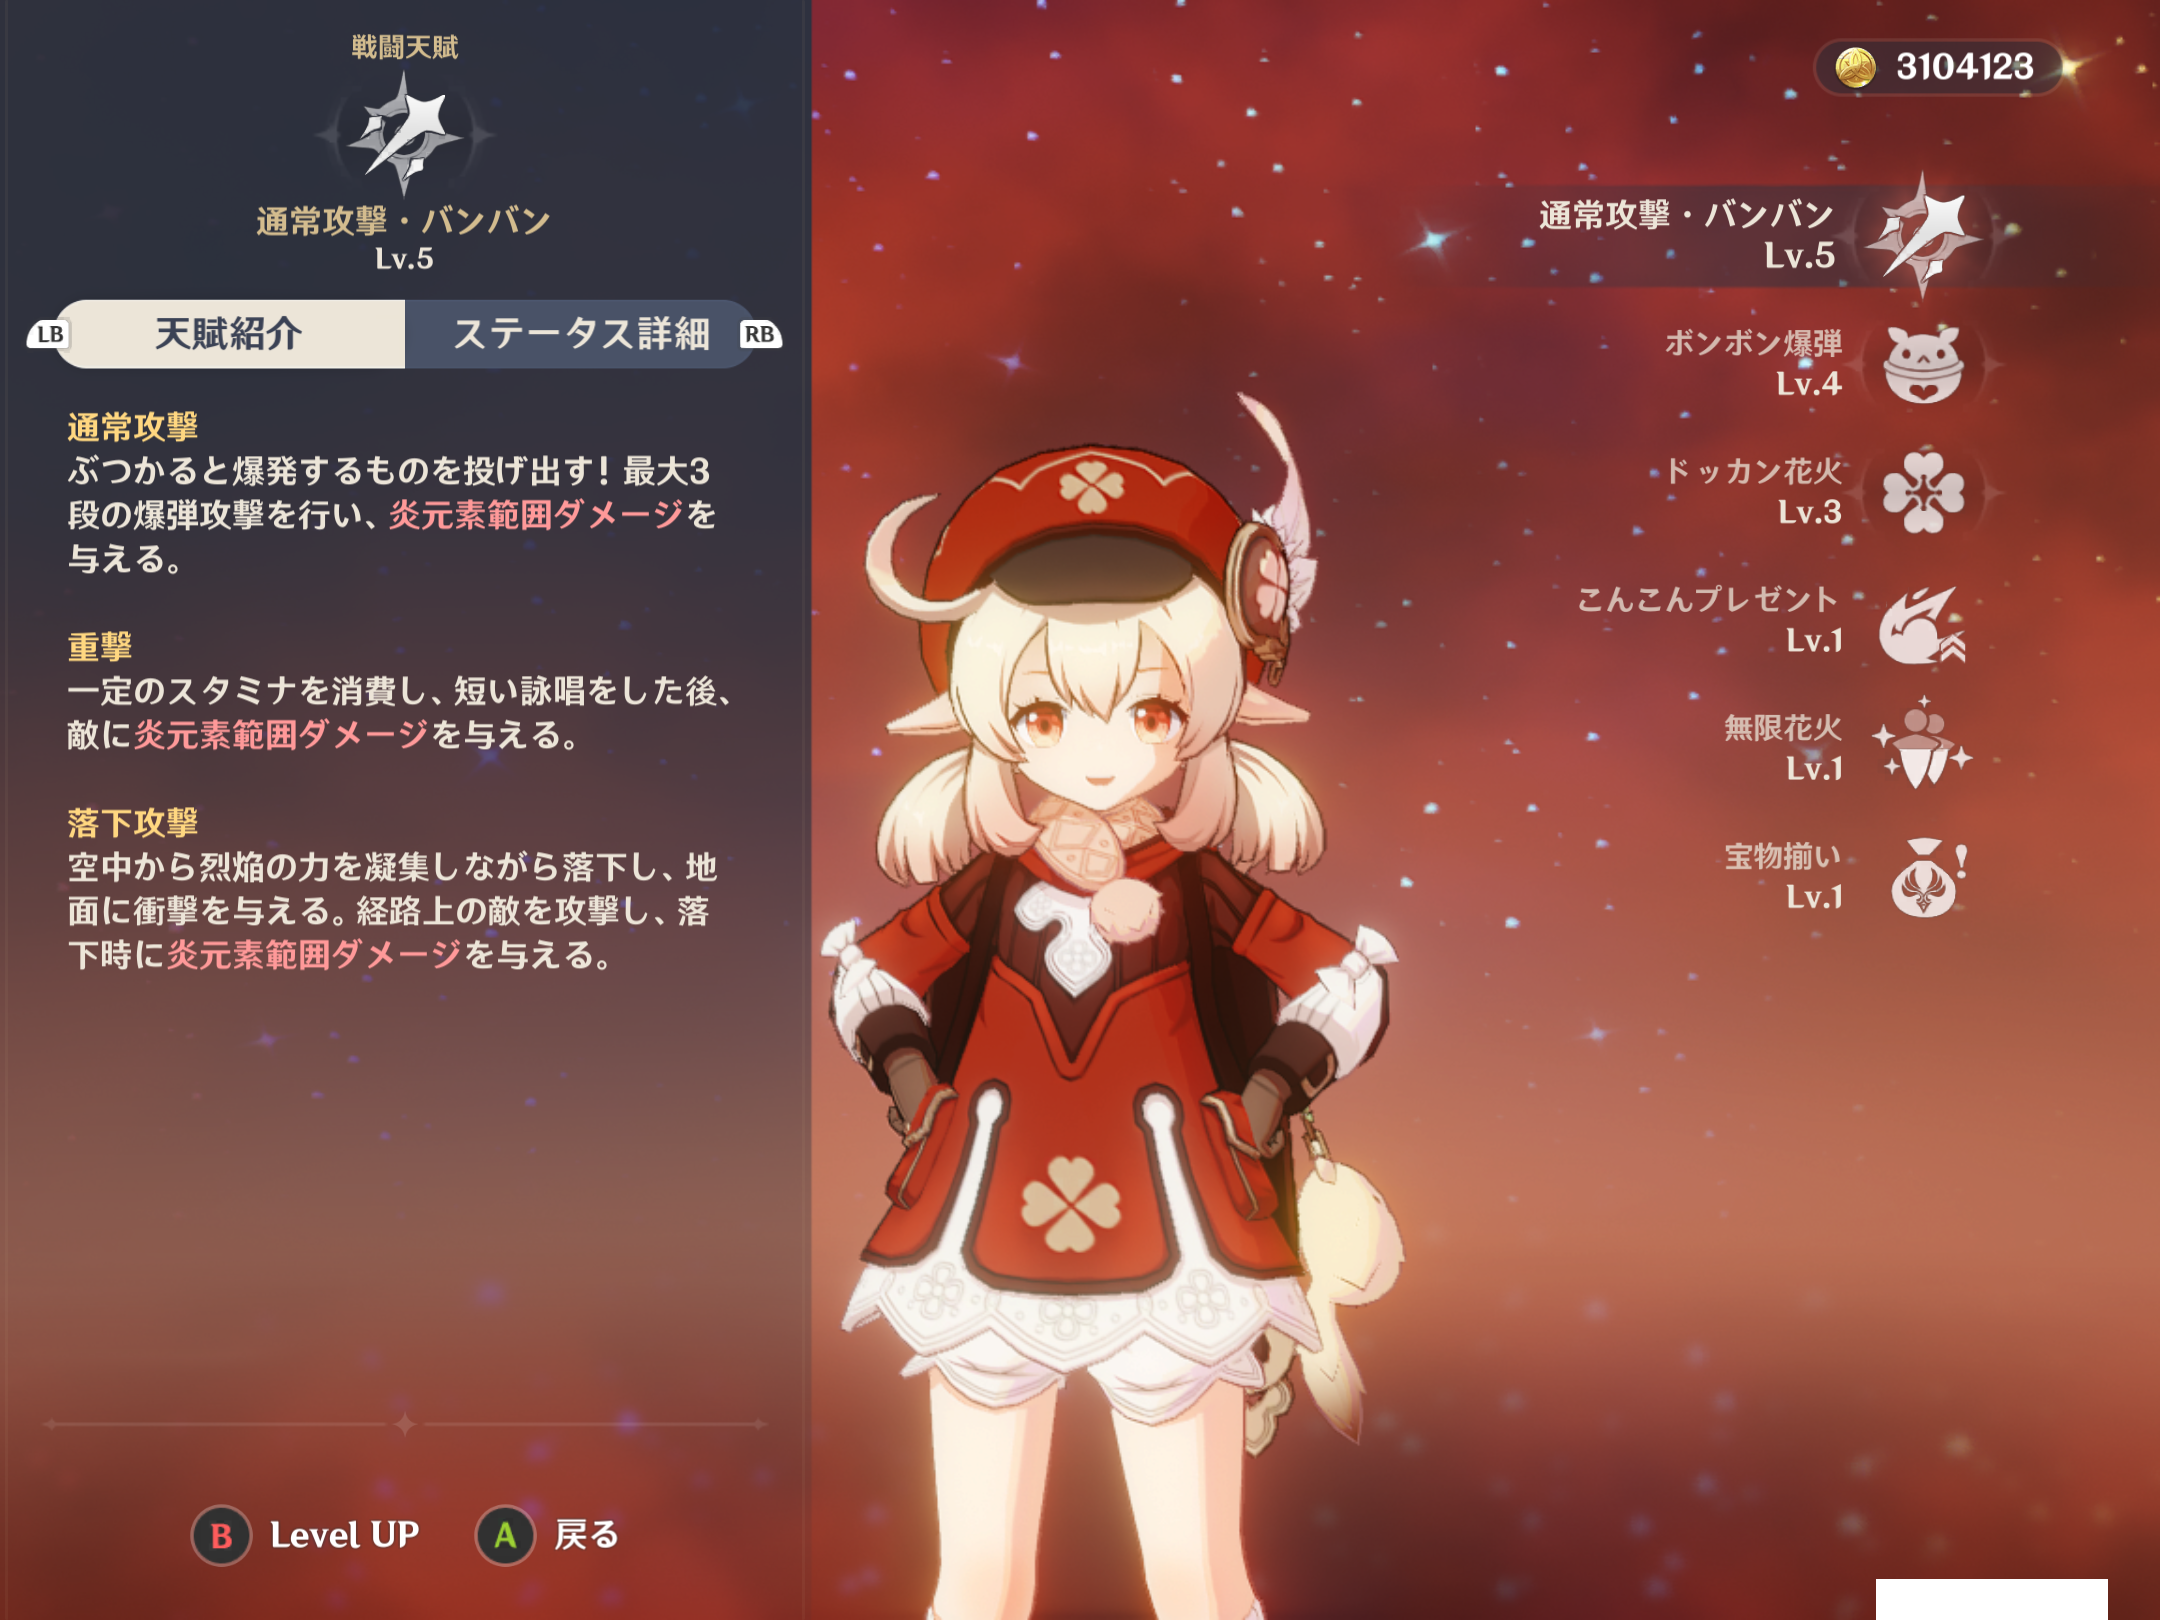 戦闘天賦
通常攻撃・バンバン
Lv.5
LB 天賦紹介 ステータス詳細 RB
通常攻撃
ぶつかると爆発するものを投げ出す！最大3
段の爆弾攻撃を行い、炎元素範囲ダメージを
与える。
重撃
一定のスタミナを消費し、短い詠唱をした後、
敵に炎元素範囲ダメージを与える。
落下攻撃
空中から烈焔の力を凝集しながら落下し、地
面に衝撃を与える。経路上の敵を攻撃し、落
下時に炎元素範囲ダメージを与える。
B Level UP A 戻る
3104123
通常攻撃・バンバン
Lv.5
ボンボン爆弾
Lv.4
ドッカン花火
Lv.3
こんこんプレゼント
Lv.1
無限花火
Lv.1
宝物揃い
Lv.1